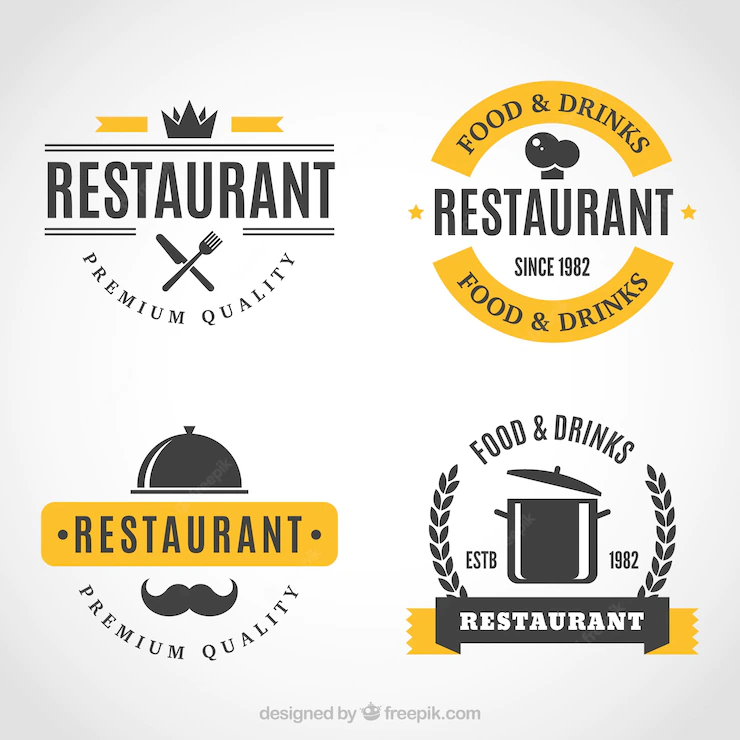 RESTAURANT
PREMIUM QUALITY
FOOD & DRINKS
RESTAURANT
SINCE 1982
FOOD & DRINKS
•RESTAURANT•
PREMIUM QUALITY
FOOD & DRINKS
ESTB 1982
RESTAURANT
designed by freepik.com